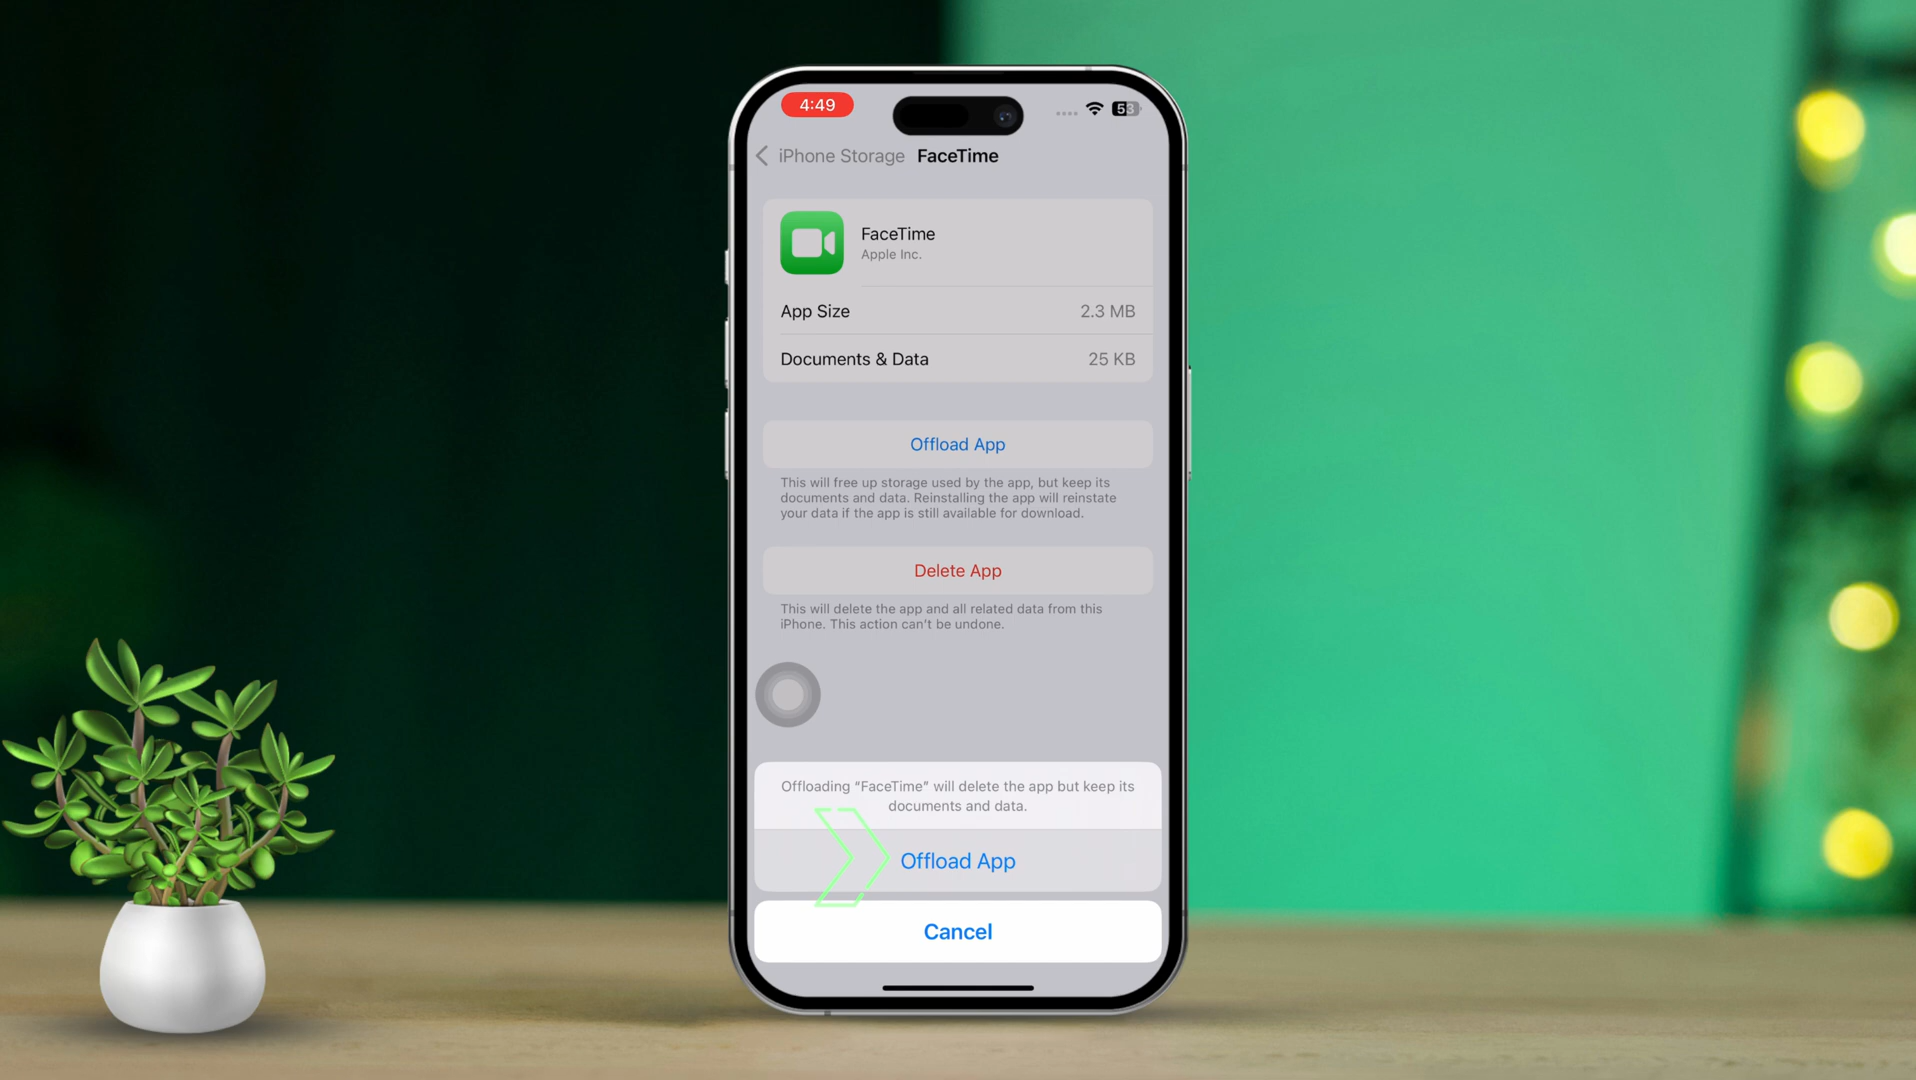 4:49
53
iPhone Storage FaceTime
FaceTime
Apple Inc.
App Size 2.3 MB
Documents & Data 25 KB
Offload App
This will free up storage used by the app, but keep its
documents and data. Reinstalling the app will reinstate
your data if the app is still available for download.
Delete App
This will delete the app and all related data from this
iPhone. This action can't be undone.
Offloading “FaceTime” will delete the app but keep its
documents and data.
Offload App
Cancel